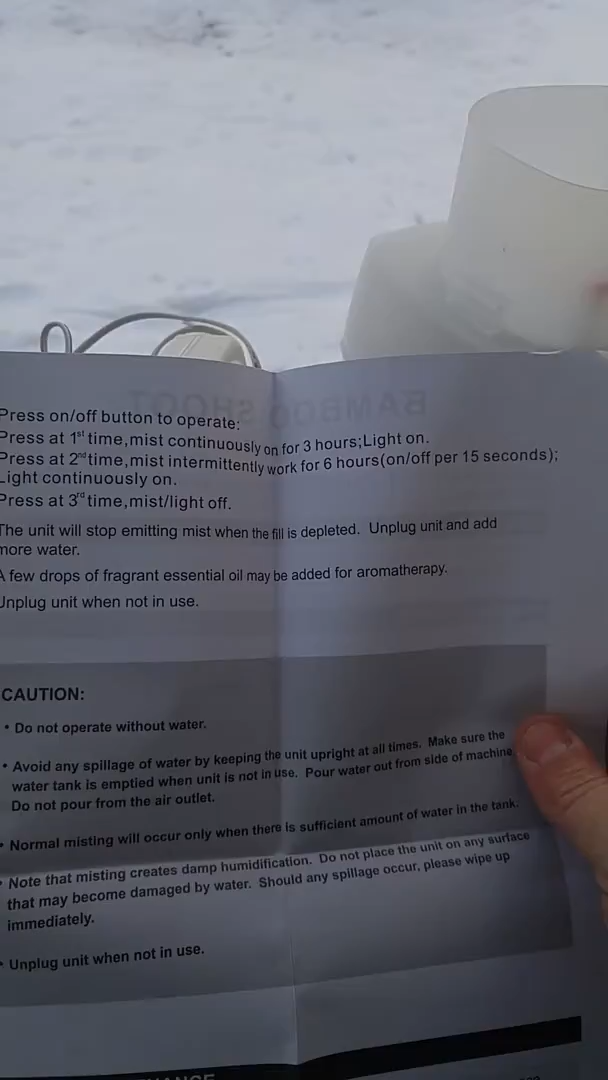 BAMBOO SHOOT
Press on/off button to operate:
Press at 1st time,mist continuously on for 3 hours;Light on.
Press at 2nd time,mist intermittently work for 6 hours(on/off per 15 seconds);
Light continuously on.
Press at 3rd time,mist/light off.
The unit will stop emitting mist when the fill is depleted. Unplug unit and add
more water.
A few drops of fragrant essential oil may be added for aromatherapy.
Unplug unit when not in use.
CAUTION:
• Do not operate without water.
• Avoid any spillage of water by keeping the unit upright at all times. Make sure the
water tank is emptied when unit is not in use. Pour water out from side of machine.
Do not pour from the air outlet.
• Normal misting will occur only when there is sufficient amount of water in the tank.
• Note that misting creates damp humidification. Do not place the unit on any surface
that may become damaged by water. Should any spillage occur, please wipe up
immediately.
• Unplug unit when not in use.